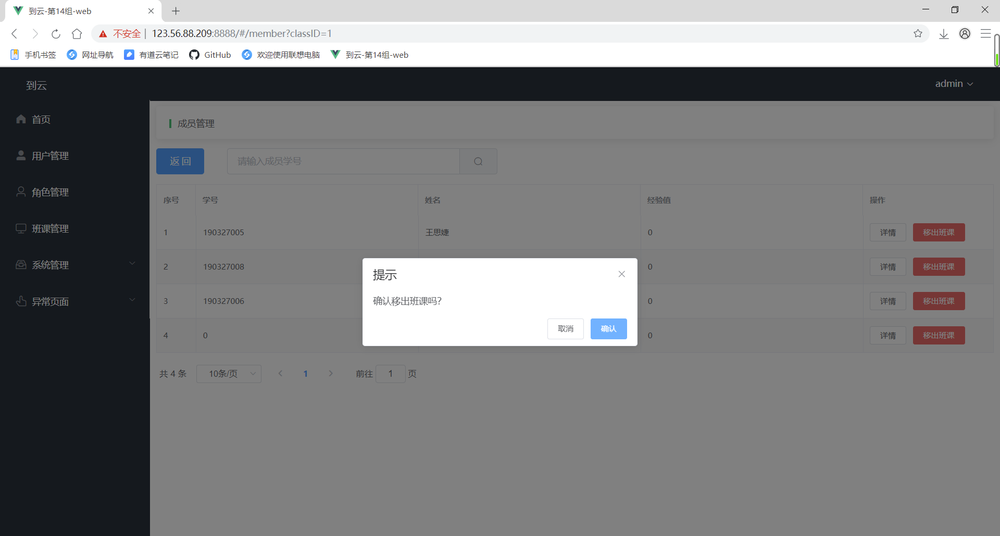 到云-第14组-web
不安全 | 123.56.88.209:8888/#/member?classID=1
手机书签 网址导航 有道云笔记 GitHub 欢迎使用联想电脑 到云-第14组-web
到云 admin
首页
用户管理
角色管理
班课管理
系统管理
异常页面
成员管理
返回 请输入成员学号
序号 学号 姓名 经验值 操作
1 190327005 王思婕 0 详情 移出班课
2 190327008 0 详情 移出班课
3 190327006 0 详情 移出班课
4 0 0 详情 移出班课
提示
确认移出班课吗?
取消 确认
共 4 条 10条/页 1 前往 1 页